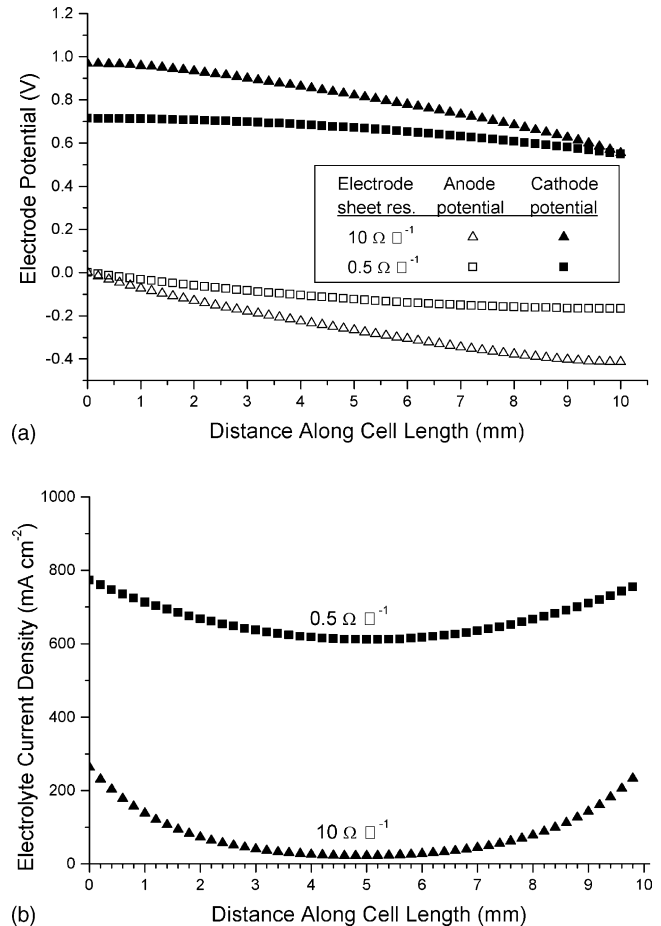 1.2
1.0
0.8
0.6
0.4
0.2
0.0
-0.2
-0.4
Electrode Potential (V)
Electrode sheet res. Anode potential Cathode potential
10 Ω □⁻¹ △ ▲
0.5 Ω □⁻¹ □ ■
0 1 2 3 4 5 6 7 8 9 10
(a) Distance Along Cell Length (mm)
1000
800
600
400
200
0
Electrolyte Current Density (mA cm⁻²)
0.5 Ω □⁻¹
10 Ω □⁻¹
0 1 2 3 4 5 6 7 8 9 10
(b) Distance Along Cell Length (mm)